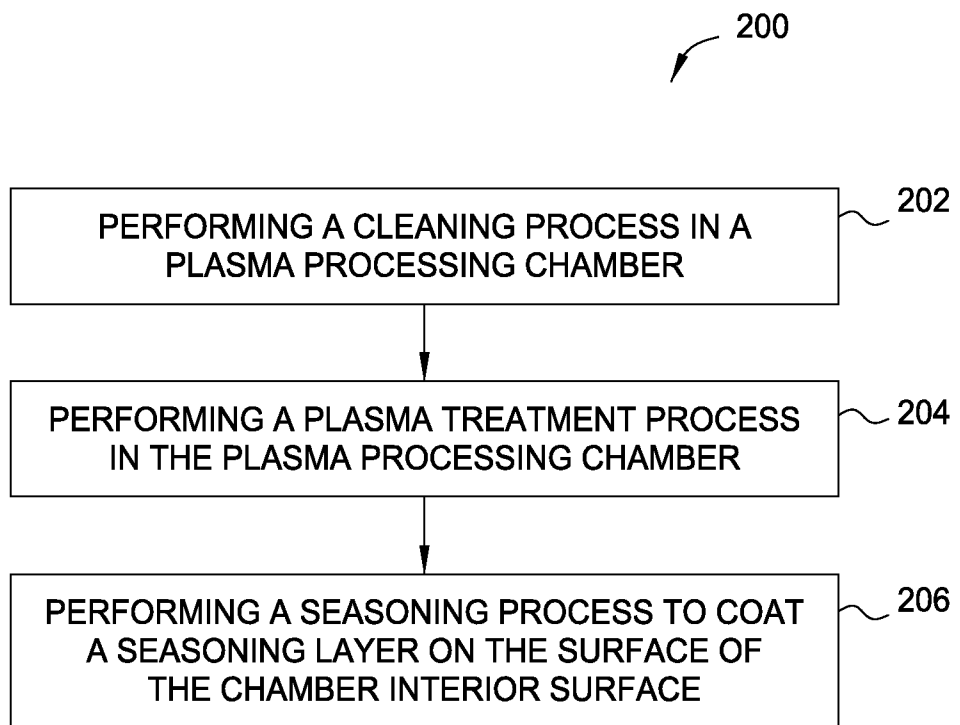 200
PERFORMING A CLEANING PROCESS IN A
PLASMA PROCESSING CHAMBER
202
PERFORMING A PLASMA TREATMENT PROCESS
IN THE PLASMA PROCESSING CHAMBER
204
PERFORMING A SEASONING PROCESS TO COAT
A SEASONING LAYER ON THE SURFACE OF
THE CHAMBER INTERIOR SURFACE
206